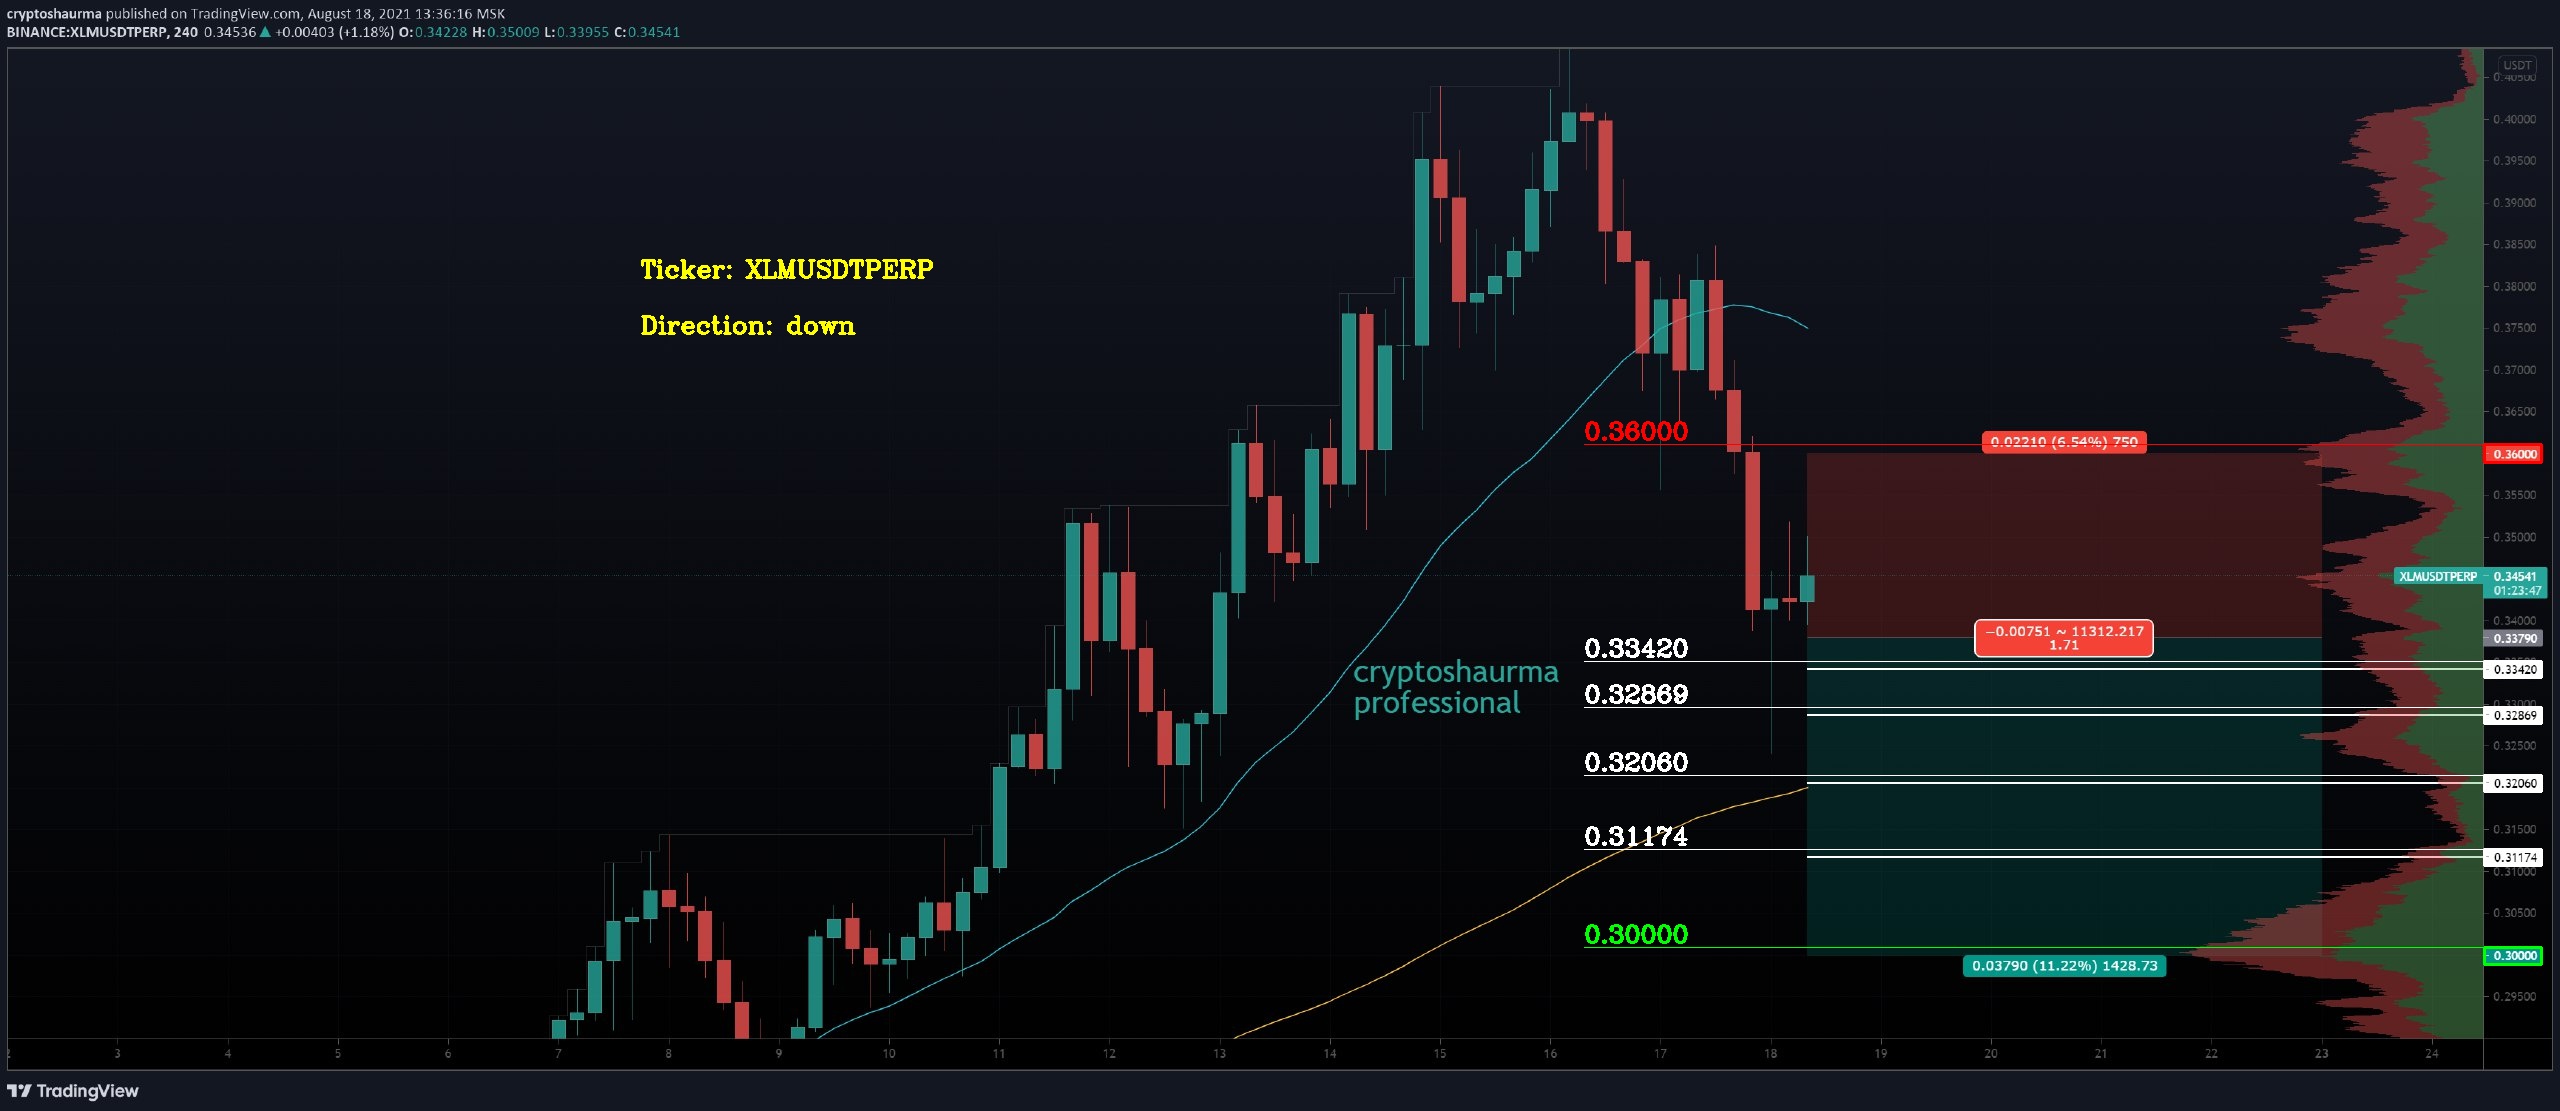 cryptoshaurma published on TradingView.com, August 18, 2021 13:36:16 MSK
BINANCE:XLMUSDTPERP, 240 0.34536 ▲ +0.00403 (+1.18%) O:0.34228 H:0.35009 L:0.33955 C:0.34541
USDT
0.40500
0.40000
0.39500
0.39000
0.38500
0.38000
0.37500
0.37000
0.36500
0.36000
0.35500
0.35000
XLMUSDTPERP 0.34541
01:23:47
0.34000
0.33790
0.33420
0.33000
0.32869
0.32500
0.32060
0.31500
0.31174
0.31000
0.30500
0.30000
0.29500
Ticker: XLMUSDTPERP
Direction: down
0.36000
0.02210 (6.54%) 750
−0.00751 ~ 11312.217
1.71
0.33420
cryptoshaurma
professional
0.32869
0.32060
0.31174
0.30000
0.03790 (11.22%) 1428.73
2 3 4 5 6 7 8 9 10 11 12 13 14 15 16 17 18 19 20 21 22 23 24
TradingView